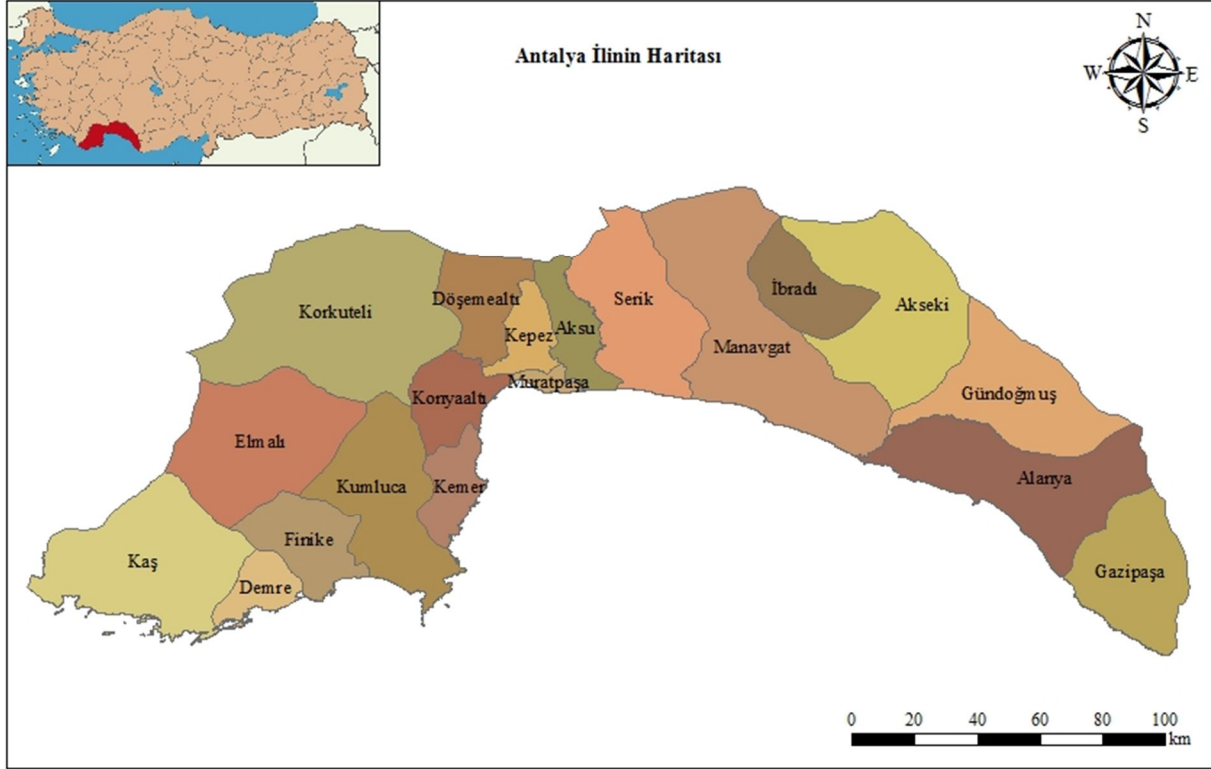 Antalya İlinin Haritası
N
W E
S
Korkuteli
Döşemealtı
Kepez
Aksu
Serik
Manavgat
İbradı
Akseki
Gündoğmuş
Alanya
Gazipaşa
Muratpaşa
Konyaaltı
Elmalı
Kumluca
Kemer
Finike
Kaş
Demre
0 20 40 60 80 100
km